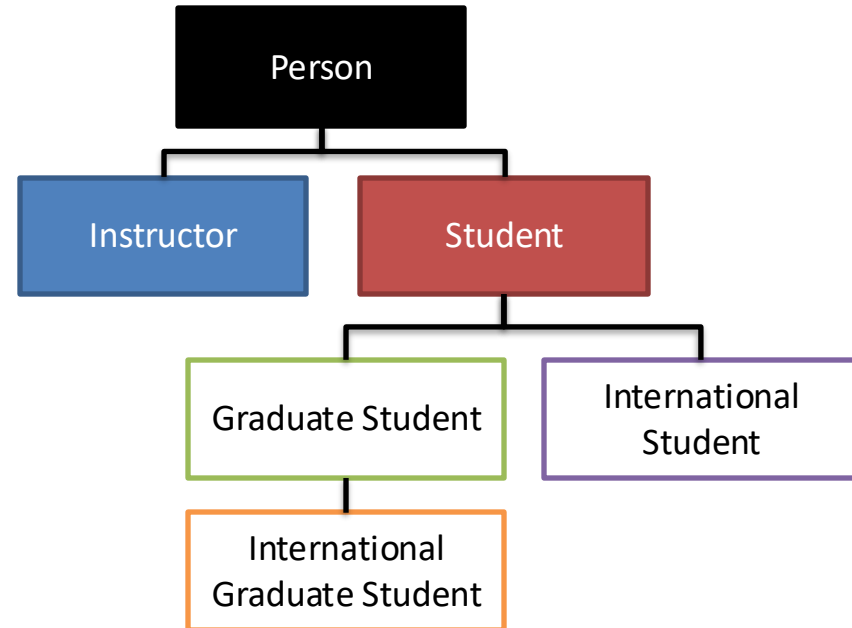 Person
Instructor
Student
Graduate Student
International
Student
International
Graduate Student